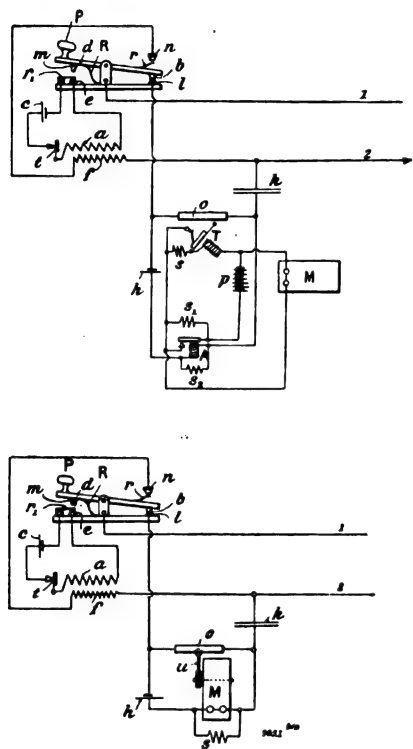 P
m d R r n
r₁ b
c e l
1
t a
f 2
k
o
T
s
h p M
s₁
A
s₂
P
m d R r n
r₁ b
c e l
1
t a
f 2
o k
u
h M
s